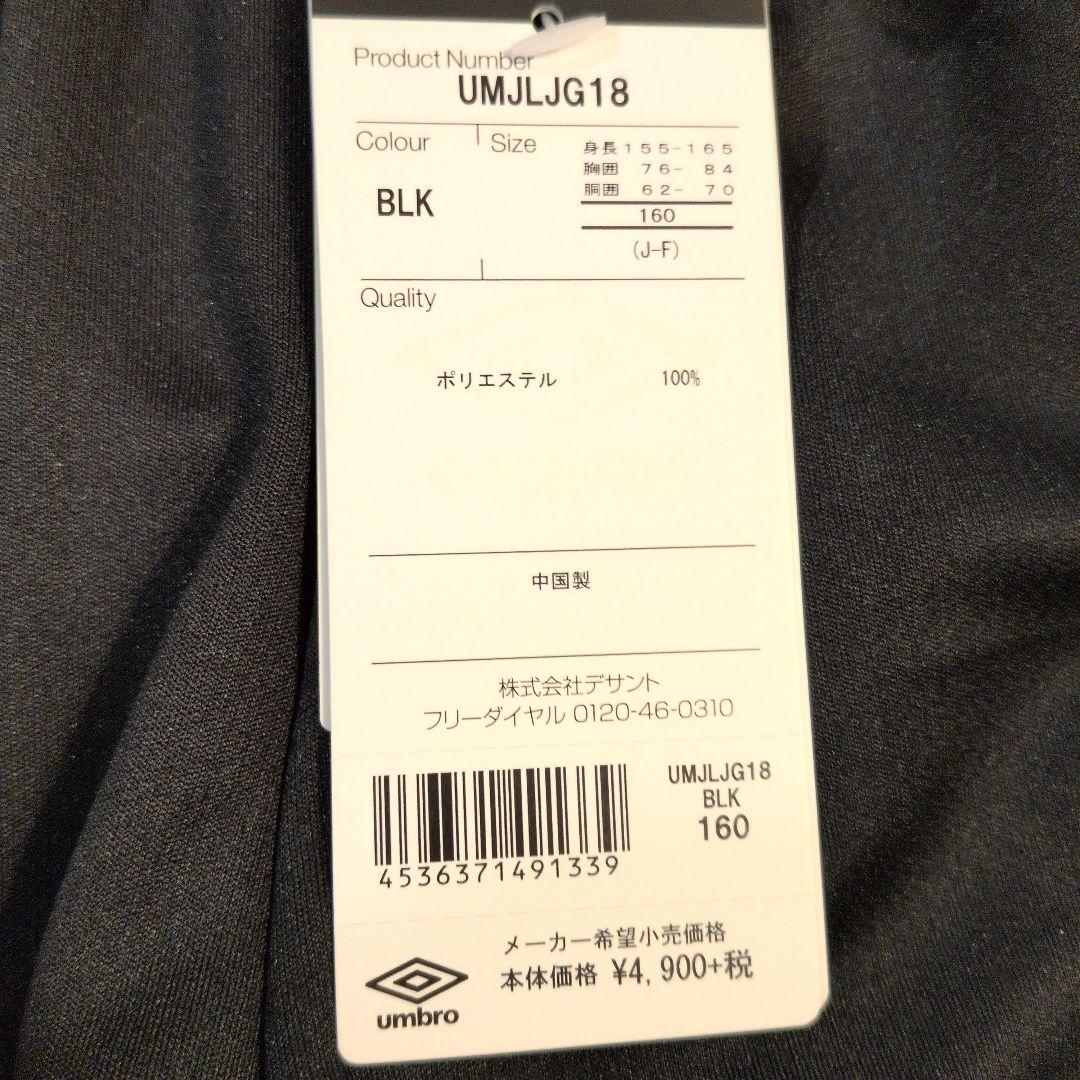 Product Number
UMJLJG18
Colour
Size
身長155-165
胸囲 76- 84
胴囲 62- 70
BLK
160
(J-F)
Quality
ポリエステル 100%
中国製
株式会社デサント
フリーダイヤル 0120-46-0310
UMJLJG18
BLK
160
4536371491339
メーカー希望小売価格
本体価格 ¥4,900+税
umbro